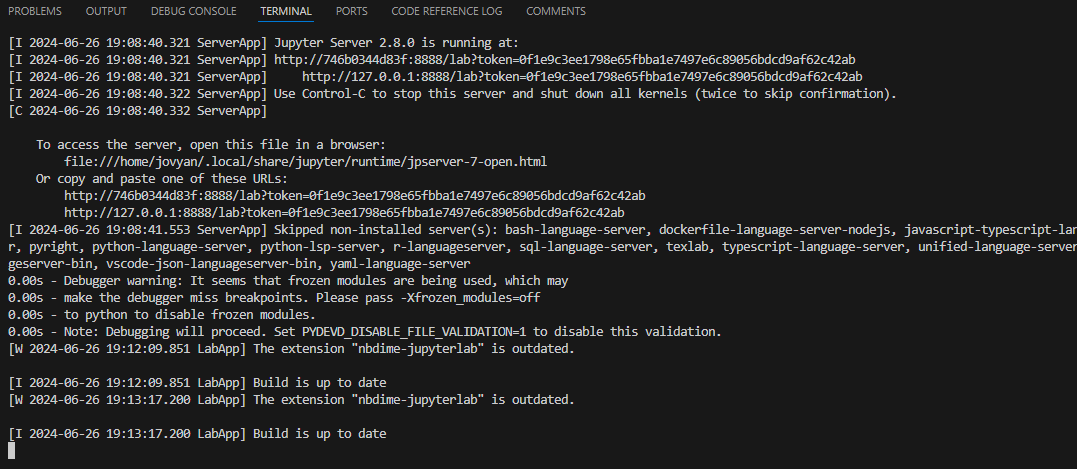 PROBLEMS OUTPUT DEBUG CONSOLE TERMINAL PORTS CODE REFERENCE LOG COMMENTS
[I 2024-06-26 19:08:40.321 ServerApp] Jupyter Server 2.8.0 is running at:
[I 2024-06-26 19:08:40.321 ServerApp] http://746b0344d83f:8888/lab?token=0f1e9c3ee1798e65fbba1e7497e6c89056bdcd9af62c42ab
[I 2024-06-26 19:08:40.321 ServerApp]     http://127.0.0.1:8888/lab?token=0f1e9c3ee1798e65fbba1e7497e6c89056bdcd9af62c42ab
[I 2024-06-26 19:08:40.322 ServerApp] Use Control-C to stop this server and shut down all kernels (twice to skip confirmation).
[C 2024-06-26 19:08:40.332 ServerApp]
    To access the server, open this file in a browser:
        file:///home/jovyan/.local/share/jupyter/runtime/jpserver-7-open.html
    Or copy and paste one of these URLs:
        http://746b0344d83f:8888/lab?token=0f1e9c3ee1798e65fbba1e7497e6c89056bdcd9af62c42ab
        http://127.0.0.1:8888/lab?token=0f1e9c3ee1798e65fbba1e7497e6c89056bdcd9af62c42ab
[I 2024-06-26 19:08:41.553 ServerApp] Skipped non-installed server(s): bash-language-server, dockerfile-language-server-nodejs, javascript-typescript-lan
r, pyright, python-language-server, python-lsp-server, r-languageserver, sql-language-server, texlab, typescript-language-server, unified-language-server
geserver-bin, vscode-json-languageserver-bin, yaml-language-server
0.00s - Debugger warning: It seems that frozen modules are being used, which may
0.00s - make the debugger miss breakpoints. Please pass -Xfrozen_modules=off
0.00s - to python to disable frozen modules.
0.00s - Note: Debugging will proceed. Set PYDEVD_DISABLE_FILE_VALIDATION=1 to disable this validation.
[W 2024-06-26 19:12:09.851 LabApp] The extension "nbdime-jupyterlab" is outdated.
[I 2024-06-26 19:12:09.851 LabApp] Build is up to date
[W 2024-06-26 19:13:17.200 LabApp] The extension "nbdime-jupyterlab" is outdated.
[I 2024-06-26 19:13:17.200 LabApp] Build is up to date